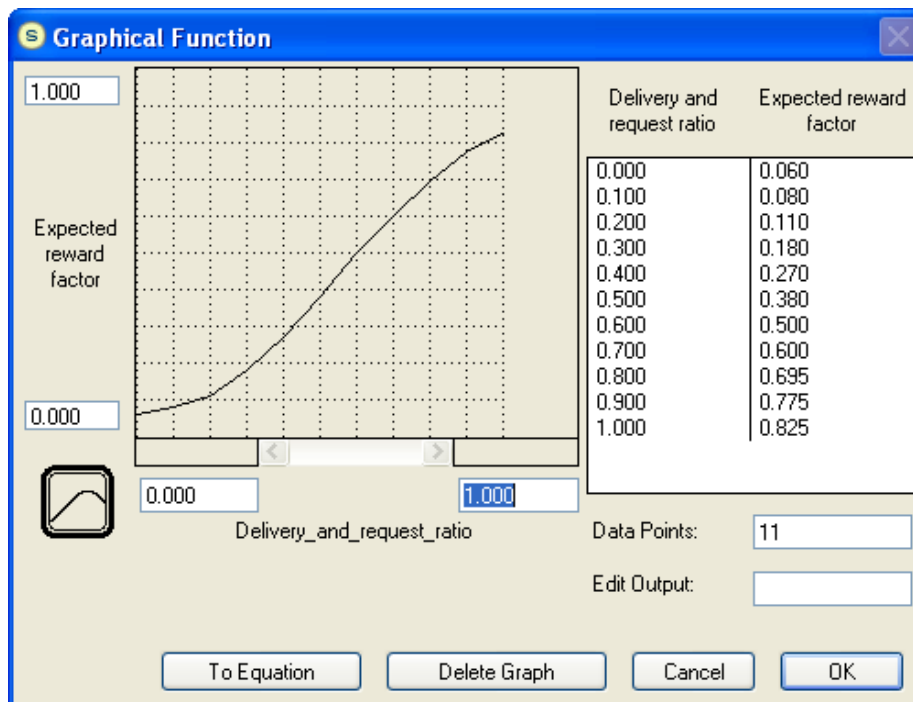 S Graphical Function
1.000
Expected
reward
factor
0.000
0.000 1.000
Delivery_and_request_ratio
Delivery and Expected reward
request ratio factor
0.000 0.060
0.100 0.080
0.200 0.110
0.300 0.180
0.400 0.270
0.500 0.380
0.600 0.500
0.700 0.600
0.800 0.695
0.900 0.775
1.000 0.825
Data Points: 11
Edit Output:
To Equation Delete Graph Cancel OK